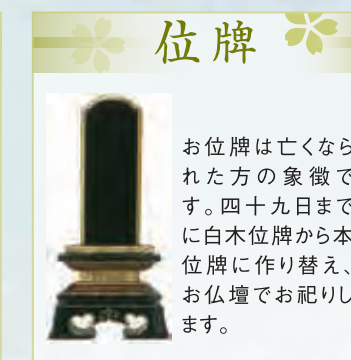 位牌
お位牌は亡くなら
れた方の象徴で
す。四十九日まで
に白木位牌から本
位牌に作り替え、
お仏壇でお祀りし
ます。